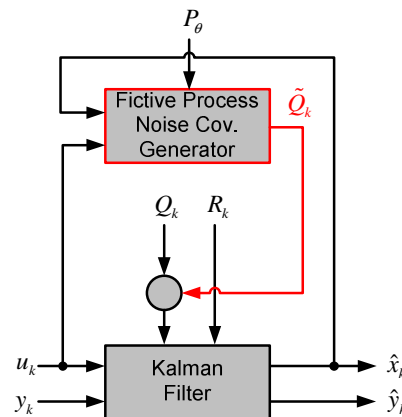 P_θ
Fictive Process
Noise Cov.
Generator
Q̃_k
Q_k R_k
u_k
Kalman
Filter
x̂_k
y_k
ŷ_k